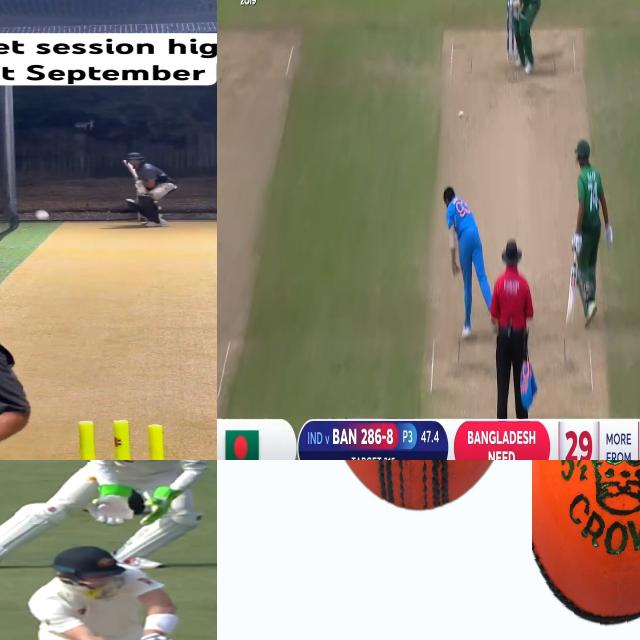 et session hig
t September
2019
IND v BAN 286-8 P3 47.4
BANGLADESH
NEED
29
MORE
FROM
CROW